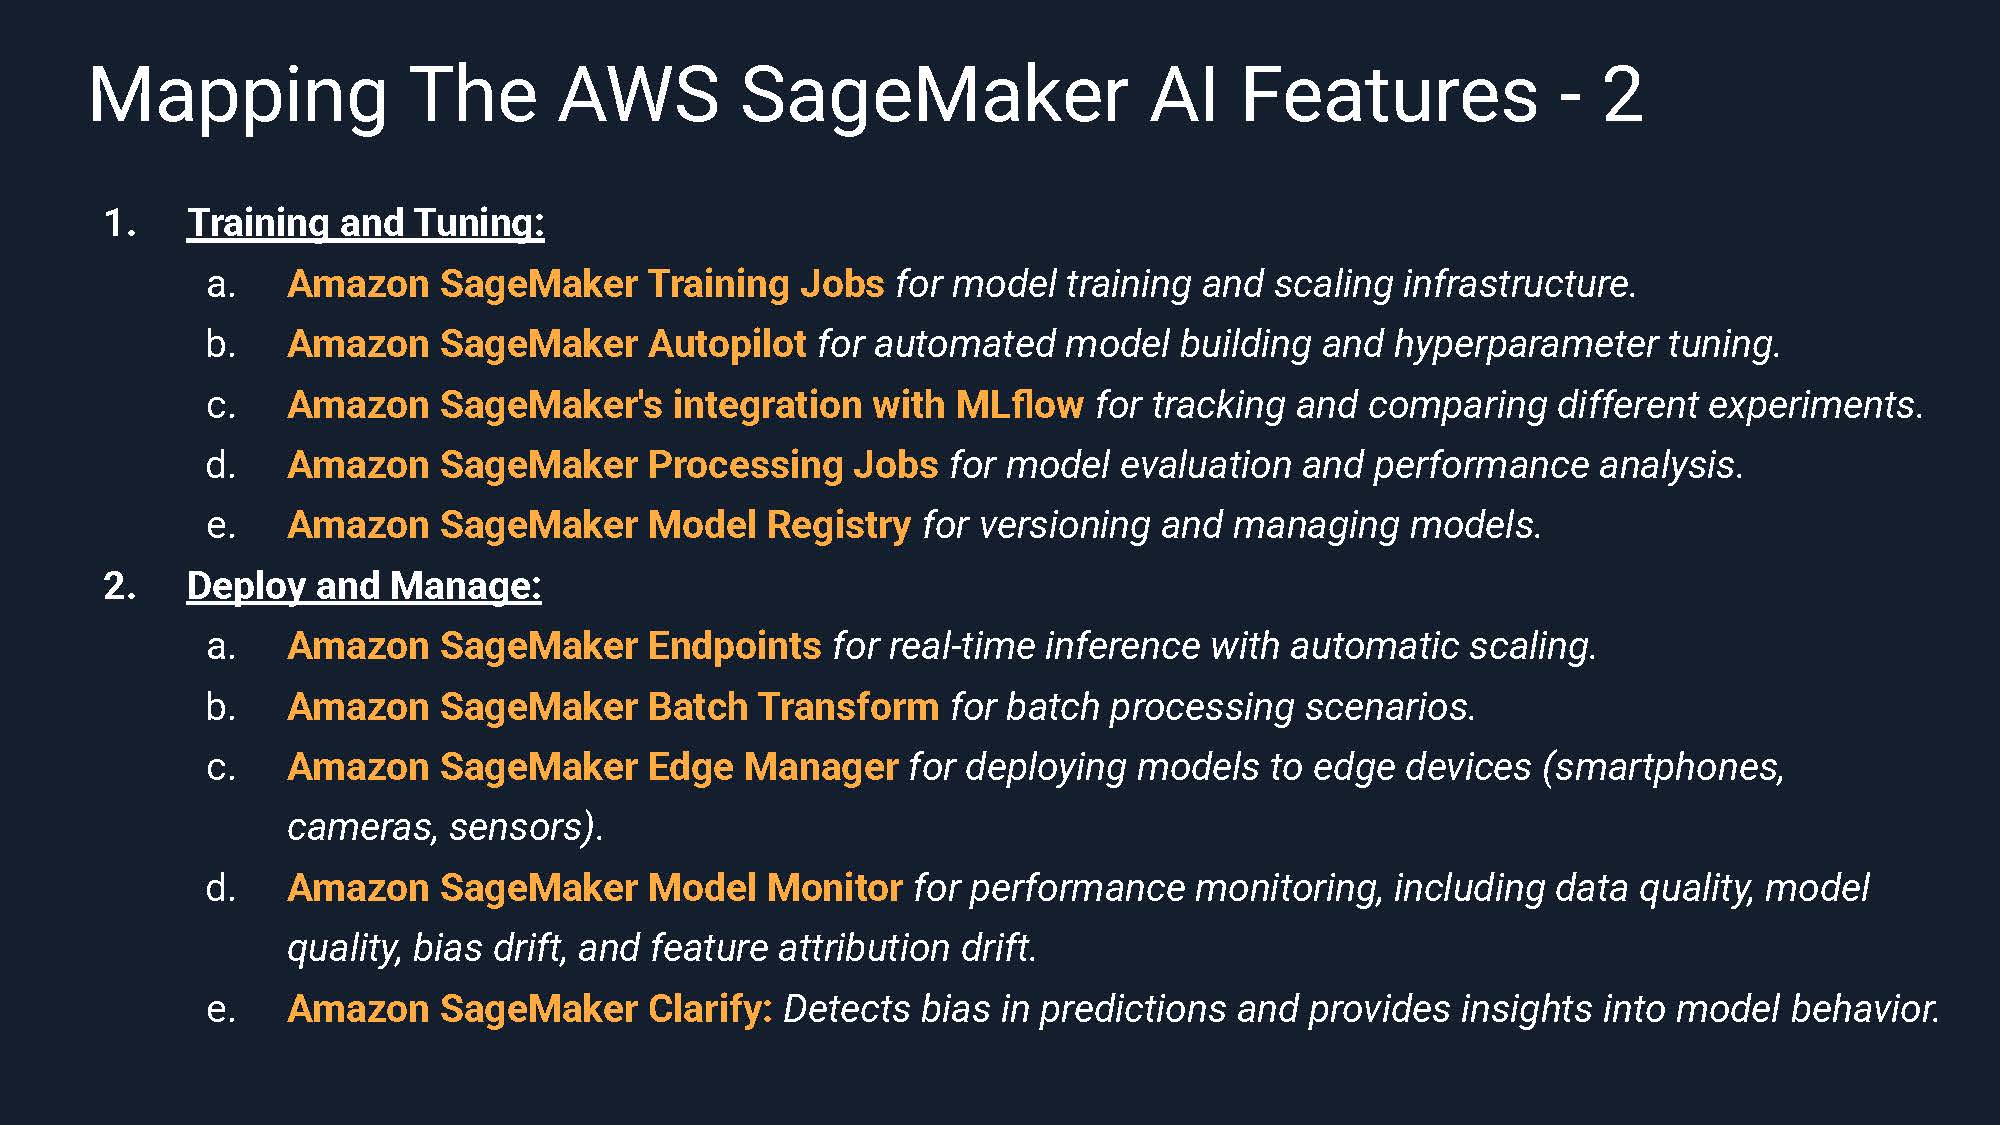 Mapping The AWS SageMaker AI Features - 2
1. Training and Tuning:
a. Amazon SageMaker Training Jobs for model training and scaling infrastructure.
b. Amazon SageMaker Autopilot for automated model building and hyperparameter tuning.
c. Amazon SageMaker's integration with MLflow for tracking and comparing different experiments.
d. Amazon SageMaker Processing Jobs for model evaluation and performance analysis.
e. Amazon SageMaker Model Registry for versioning and managing models.
2. Deploy and Manage:
a. Amazon SageMaker Endpoints for real-time inference with automatic scaling.
b. Amazon SageMaker Batch Transform for batch processing scenarios.
c. Amazon SageMaker Edge Manager for deploying models to edge devices (smartphones,
cameras, sensors).
d. Amazon SageMaker Model Monitor for performance monitoring, including data quality, model
quality, bias drift, and feature attribution drift.
e. Amazon SageMaker Clarify: Detects bias in predictions and provides insights into model behavior.